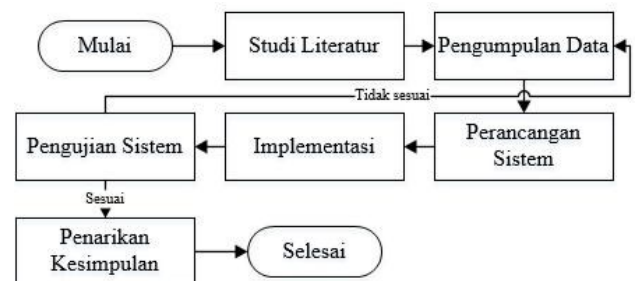 Mulai
Studi Literatur
Pengumpulan Data
Tidak sesuai
Pengujian Sistem
Implementasi
Perancangan
Sistem
Sesuai
Penarikan
Kesimpulan
Selesai